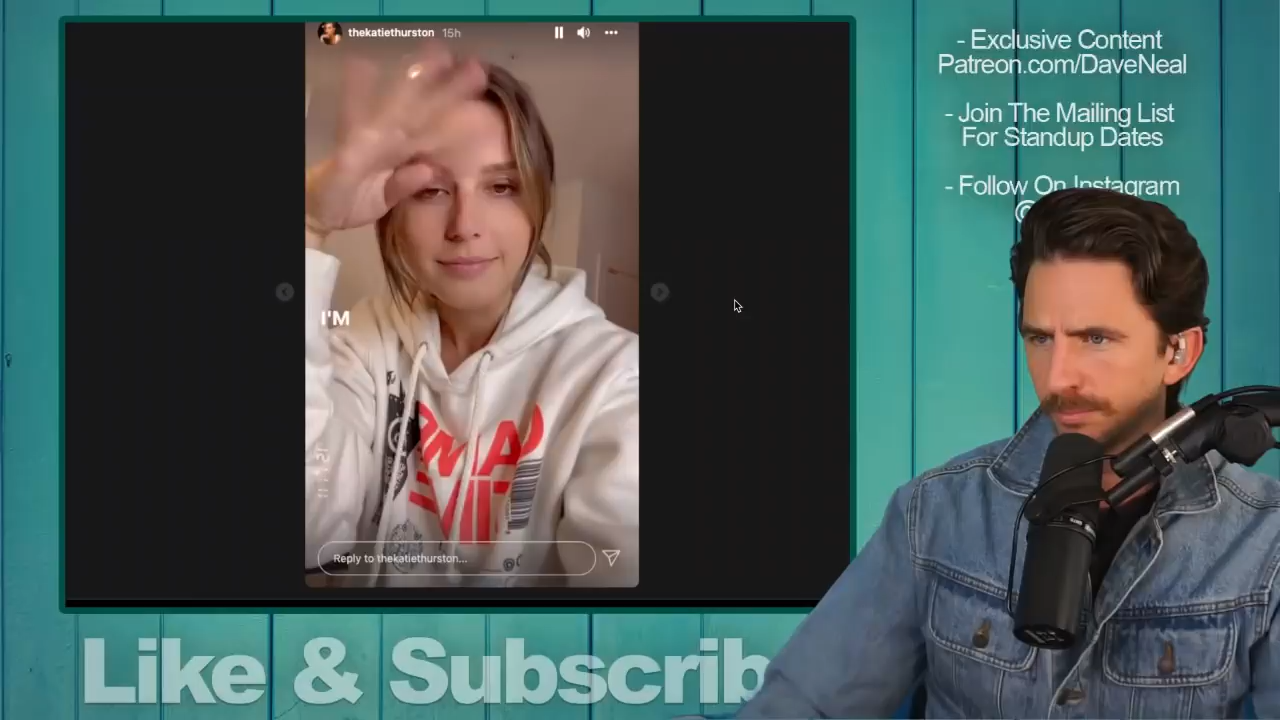 thekatiethurston 15h
I'M
Reply to thekatiethurston...
- Exclusive Content
Patreon.com/DaveNeal
- Join The Mailing List
For Standup Dates
- Follow On Instagram
Like & Subscrib